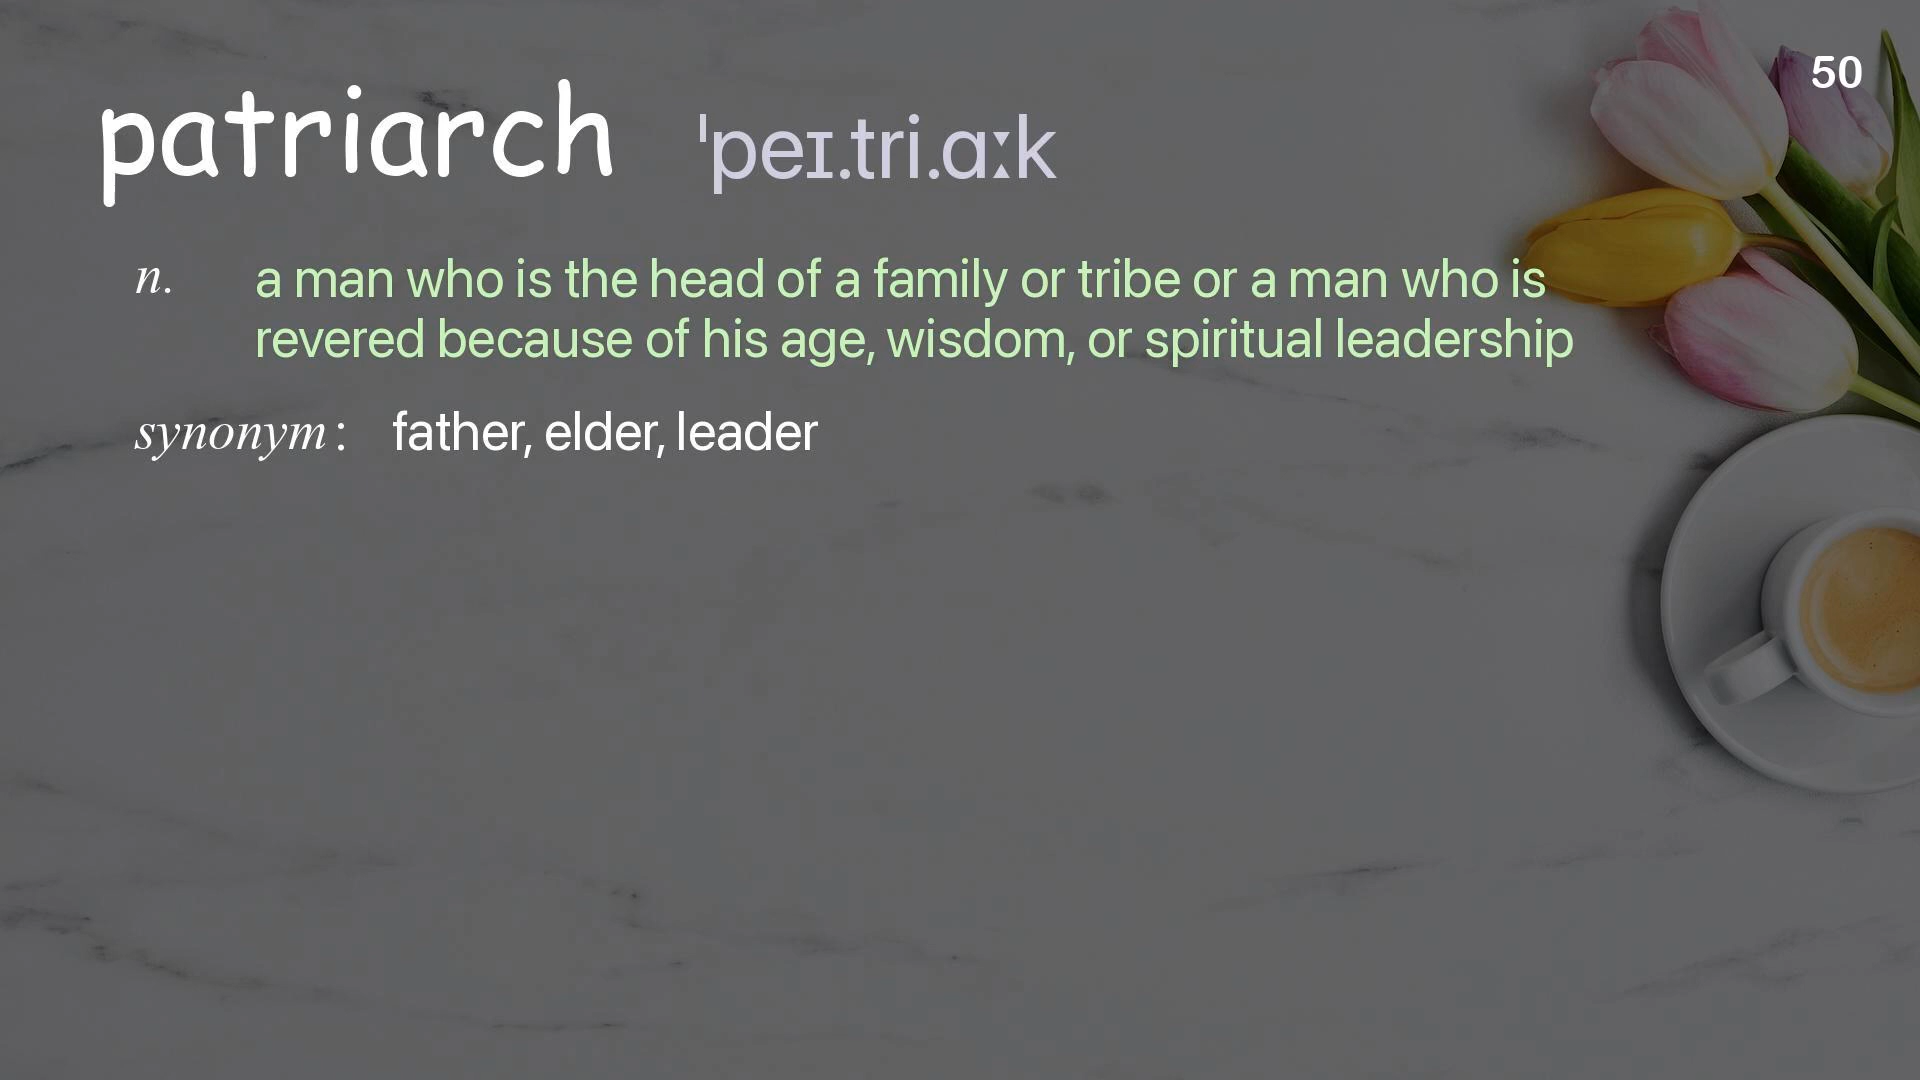 50
patriarch ˈpeɪ.tri.ɑːk
n. a man who is the head of a family or tribe or a man who is
revered because of his age, wisdom, or spiritual leadership
synonym : father, elder, leader